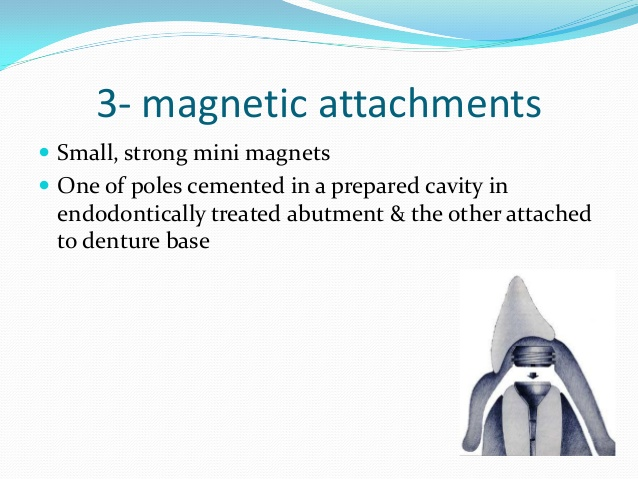 3- magnetic attachments
Small, strong mini magnets
One of poles cemented in a prepared cavity in
endodontically treated abutment & the other attached
to denture base